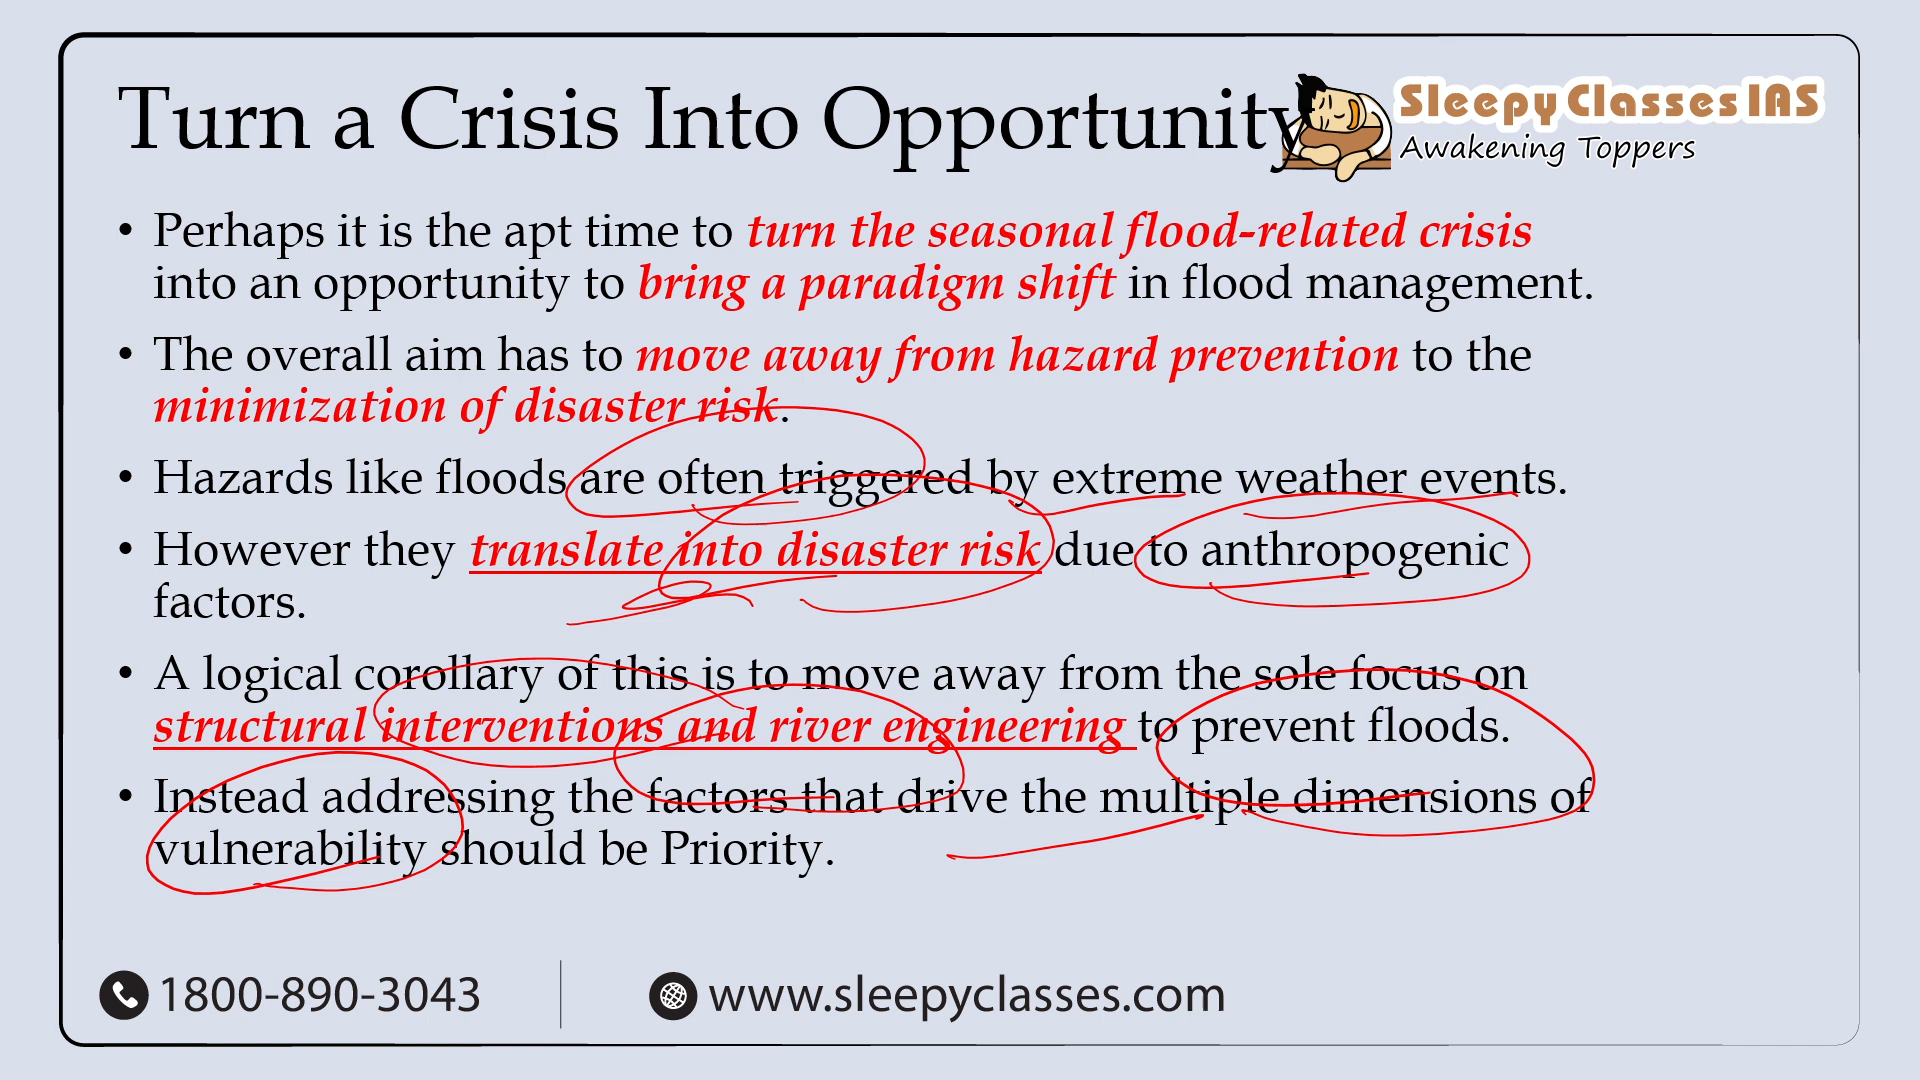 Turn a Crisis Into Opportunity
Sleepy Classes IAS
Awakening Toppers
• Perhaps it is the apt time to turn the seasonal flood-related crisis
into an opportunity to bring a paradigm shift in flood management.
• The overall aim has to move away from hazard prevention to the
minimization of disaster risk.
• Hazards like floods are often triggered by extreme weather events.
• However they translate into disaster risk due to anthropogenic
factors.
• A logical corollary of this is to move away from the sole focus on
structural interventions and river engineering to prevent floods.
• Instead addressing the factors that drive the multiple dimensions of
vulnerability should be Priority.
1800-890-3043
www.sleepyclasses.com